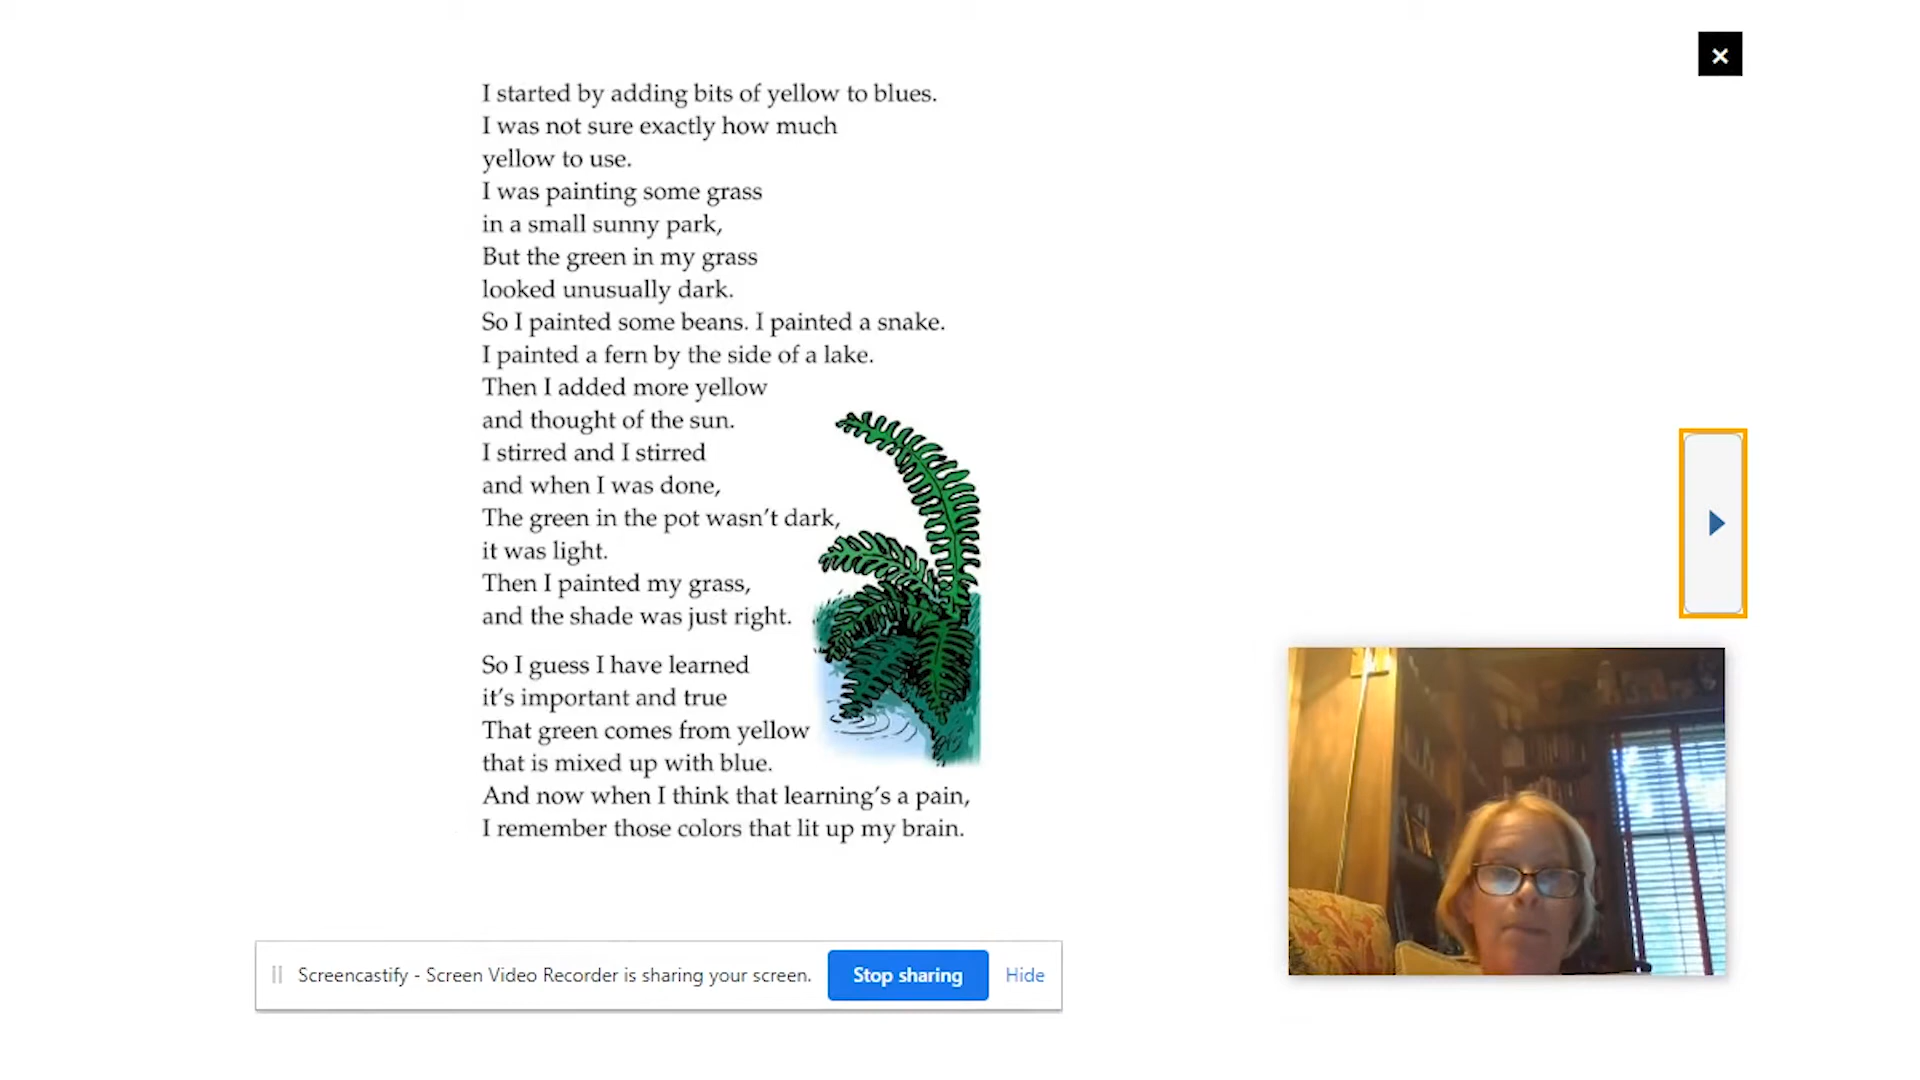 I started by adding bits of yellow to blues.
I was not sure exactly how much
yellow to use.
I was painting some grass
in a small sunny park,
But the green in my grass
looked unusually dark.
So I painted some beans. I painted a snake.
I painted a fern by the side of a lake.
Then I added more yellow
and thought of the sun.
I stirred and I stirred
and when I was done,
The green in the pot wasn’t dark,
it was light.
Then I painted my grass,
and the shade was just right.
So I guess I have learned
it’s important and true
That green comes from yellow
that is mixed up with blue.
And now when I think that learning’s a pain,
I remember those colors that lit up my brain.
Screencastify - Screen Video Recorder is sharing your screen.
Stop sharing
Hide